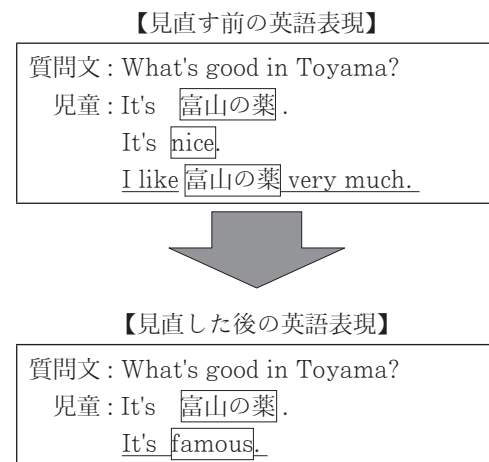 【見直す前の英語表現】
質問文 : What's good in Toyama?
児童 : It's 富山の薬 .
It's nice.
I like 富山の薬 very much.
【見直した後の英語表現】
質問文 : What's good in Toyama?
児童 : It's 富山の薬 .
It's famous.